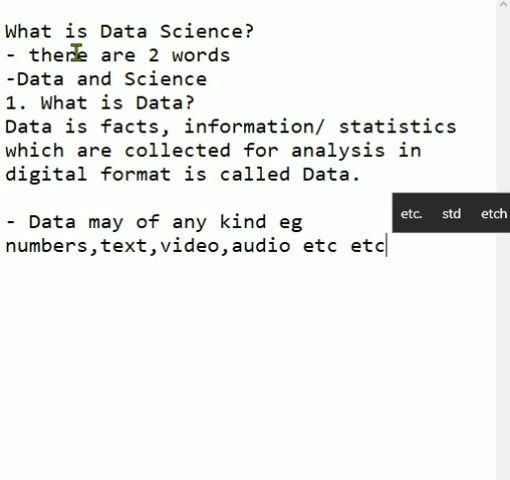 What is Data Science?
- there are 2 words
-Data and Science
1. What is Data?
Data is facts, information/ statistics
which are collected for analysis in
digital format is called Data.
- Data may of any kind eg
etc. std etch
numbers,text,video,audio etc etc